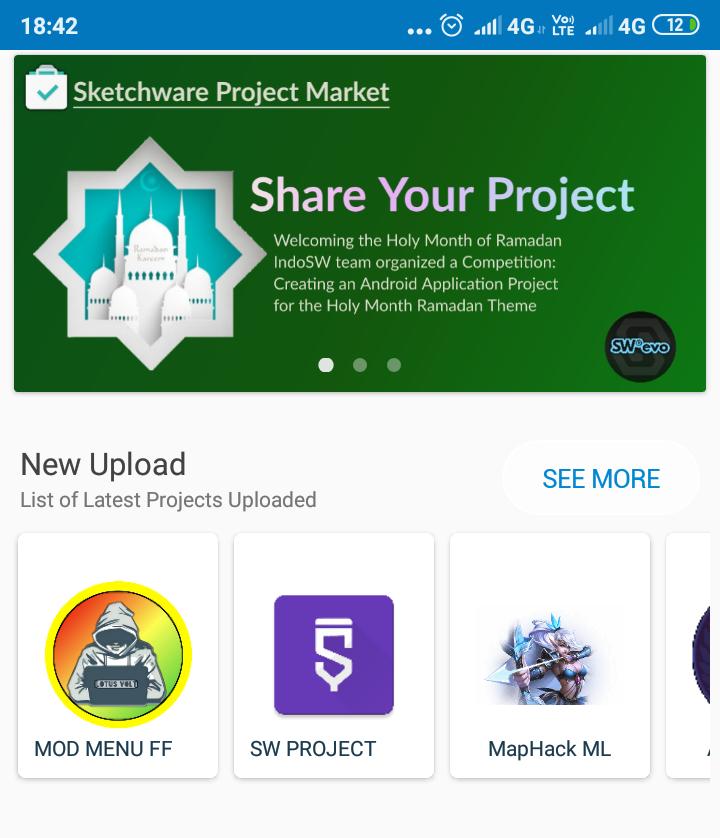 18:42
4G
Vo))
LTE
4G
12
Sketchware Project Market
Share Your Project
Ramadan
Kareem
Welcoming the Holy Month of Ramadan
IndoSW team organized a Competition:
Creating an Android Application Project
for the Holy Month Ramadan Theme
SW evo
New Upload
SEE MORE
List of Latest Projects Uploaded
MOD MENU FF
SW PROJECT
MapHack ML